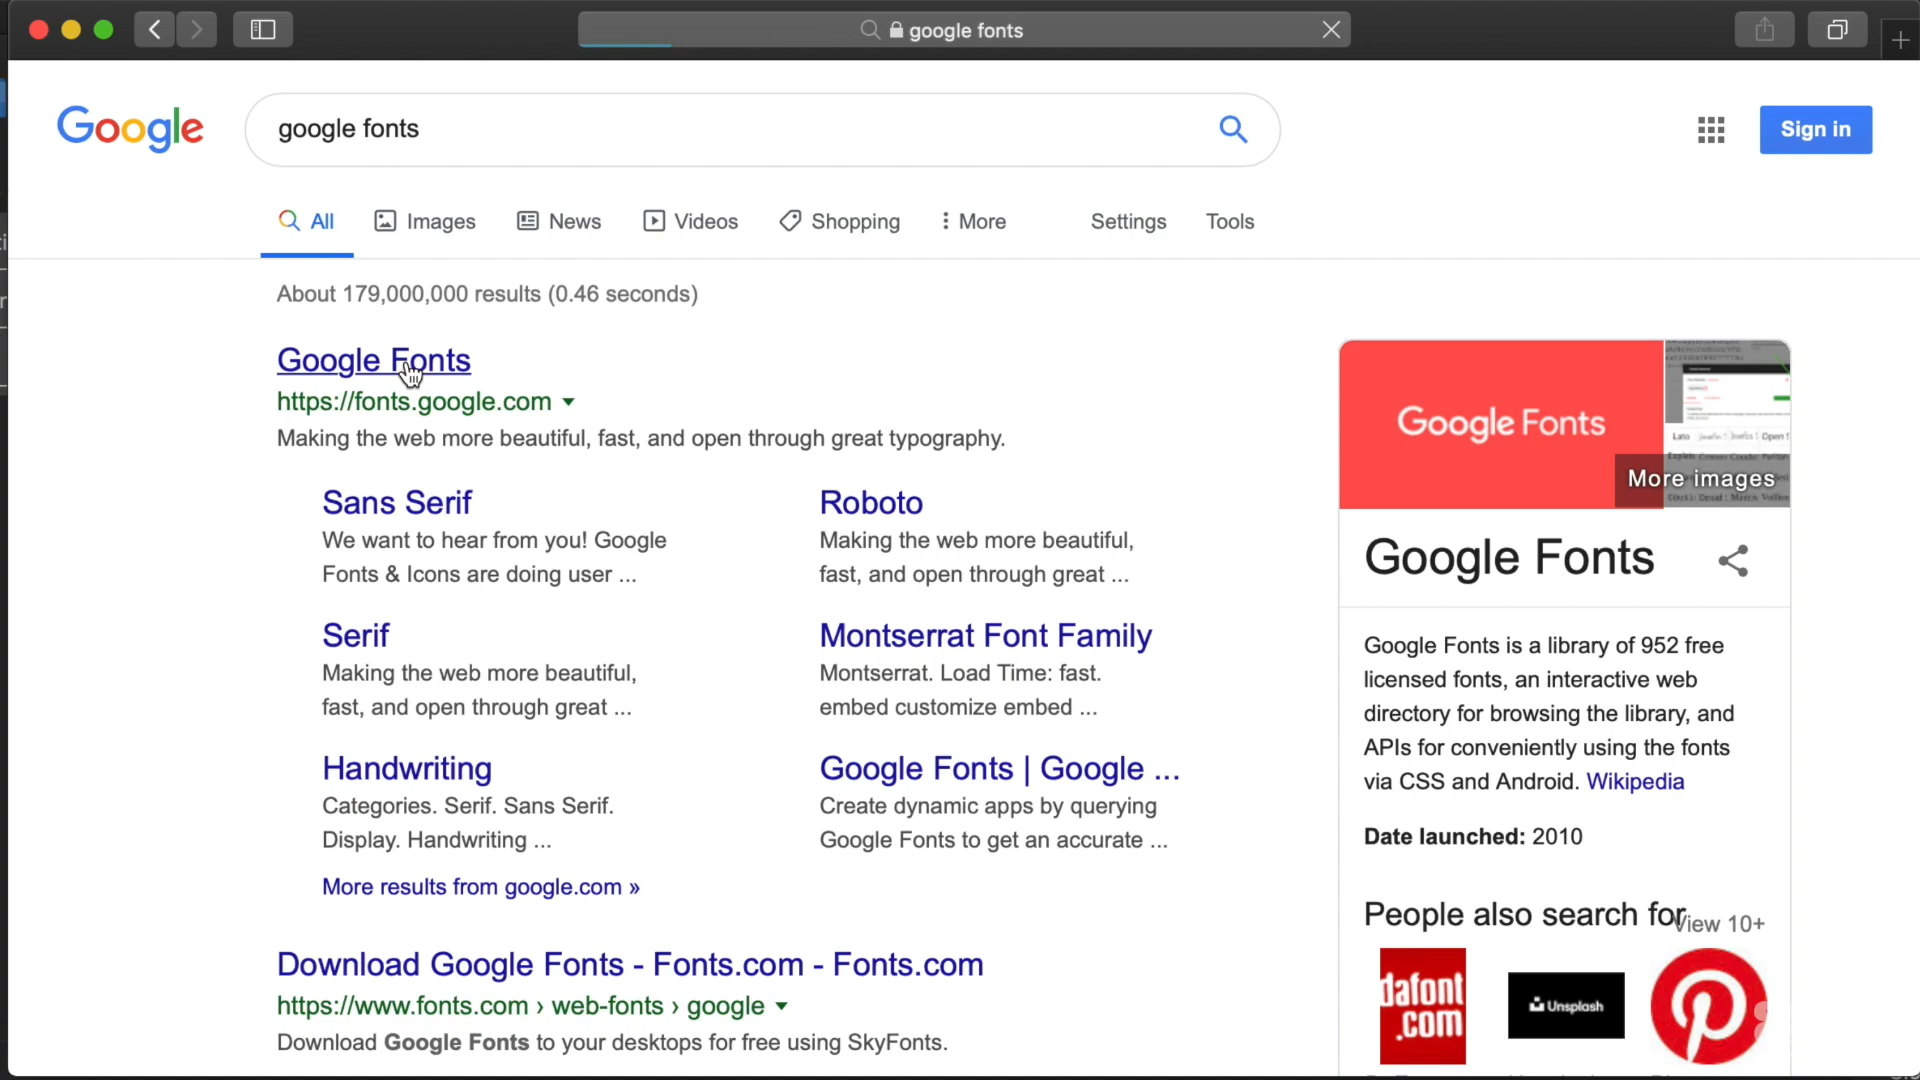 google fonts
Google
google fonts
Sign in
All
Images
News
Videos
Shopping
More
Settings
Tools
About 179,000,000 results (0.46 seconds)
Google Fonts
https://fonts.google.com
Making the web more beautiful, fast, and open through great typography.
Sans Serif
We want to hear from you! Google
Fonts & Icons are doing user ...
Roboto
Making the web more beautiful,
fast, and open through great ...
Serif
Making the web more beautiful,
fast, and open through great ...
Montserrat Font Family
Montserrat. Load Time: fast.
embed customize embed ...
Handwriting
Categories. Serif. Sans Serif.
Display. Handwriting ...
Google Fonts | Google ...
Create dynamic apps by querying
Google Fonts to get an accurate ...
More results from google.com »
Download Google Fonts - Fonts.com - Fonts.com
https://www.fonts.com › web-fonts › google
Download Google Fonts to your desktops for free using SkyFonts.
Google Fonts
Lato
Open
More images
Google Fonts
Google Fonts is a library of 952 free
licensed fonts, an interactive web
directory for browsing the library, and
APIs for conveniently using the fonts
via CSS and Android. Wikipedia
Date launched: 2010
People also search for
View 10+
dafont
.com
Unsplash